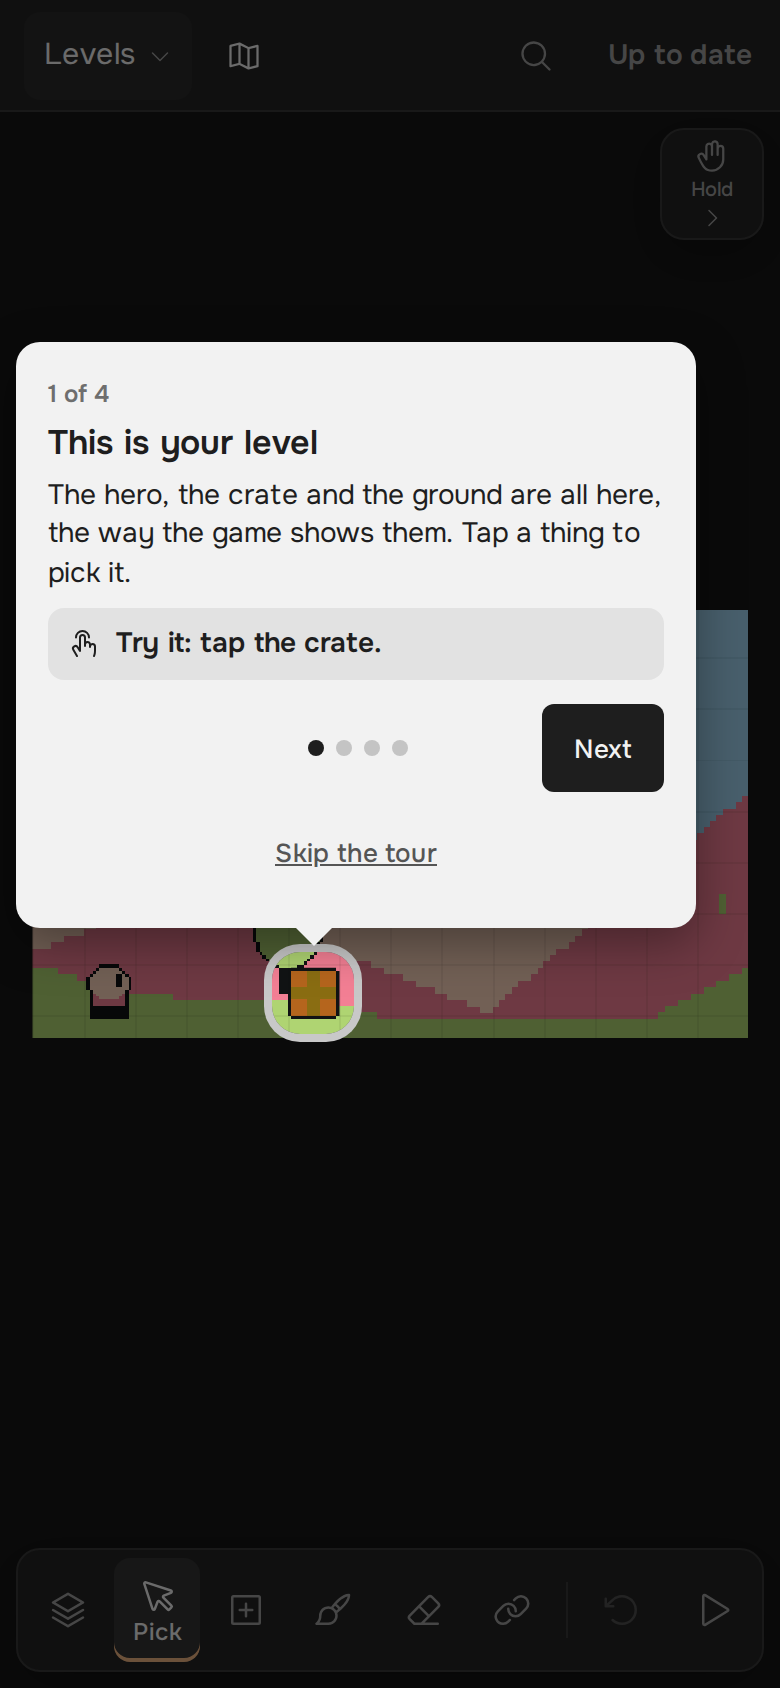 Levels
Up to date
Hold
1 of 4
This is your level
The hero, the crate and the ground are all here,
the way the game shows them. Tap a thing to
pick it.
Try it: tap the crate.
Next
Skip the tour
Pick